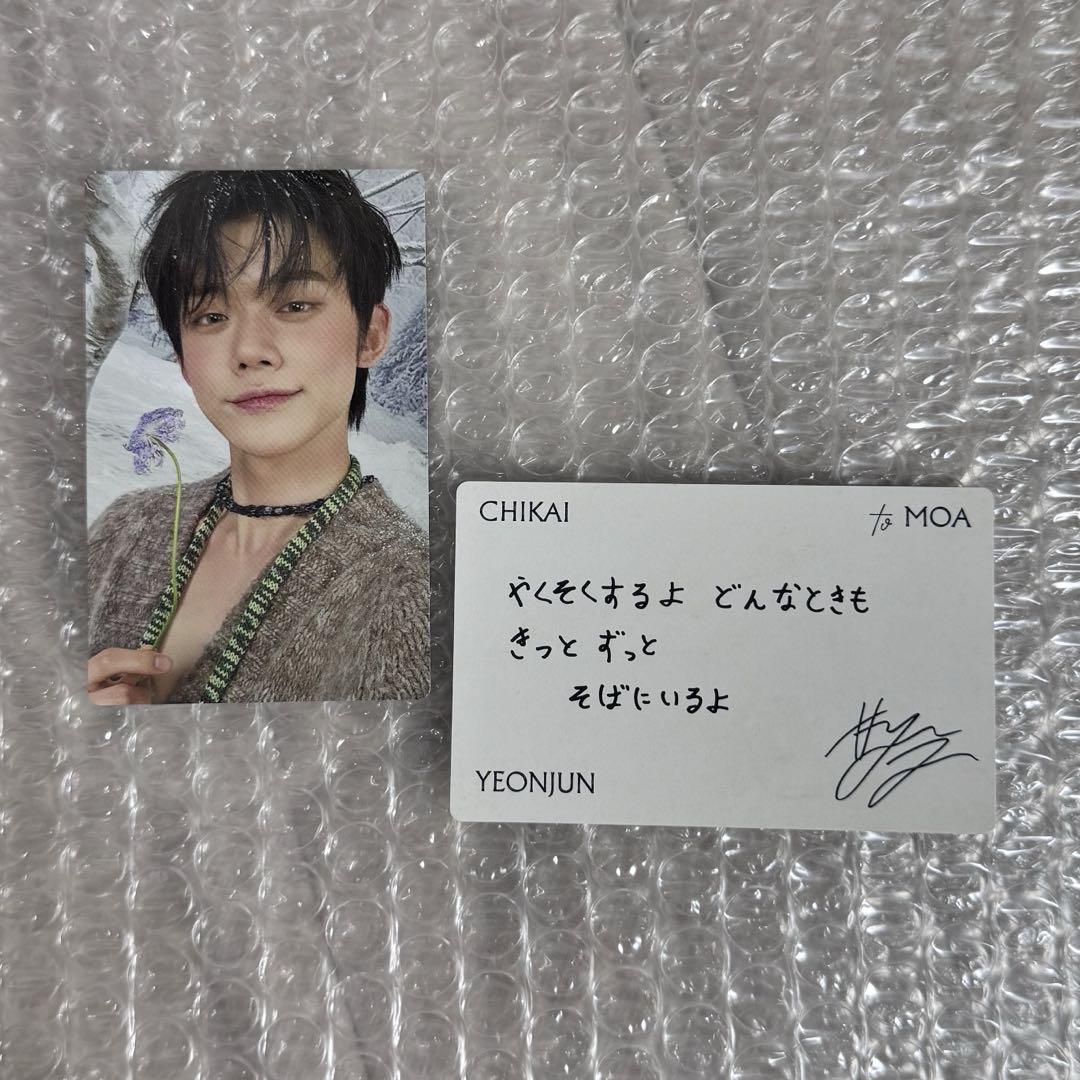 CHIKAI
to MOA
やくそくするよ どんなときも
きっと ずっと
そばにいるよ
YEONJUN